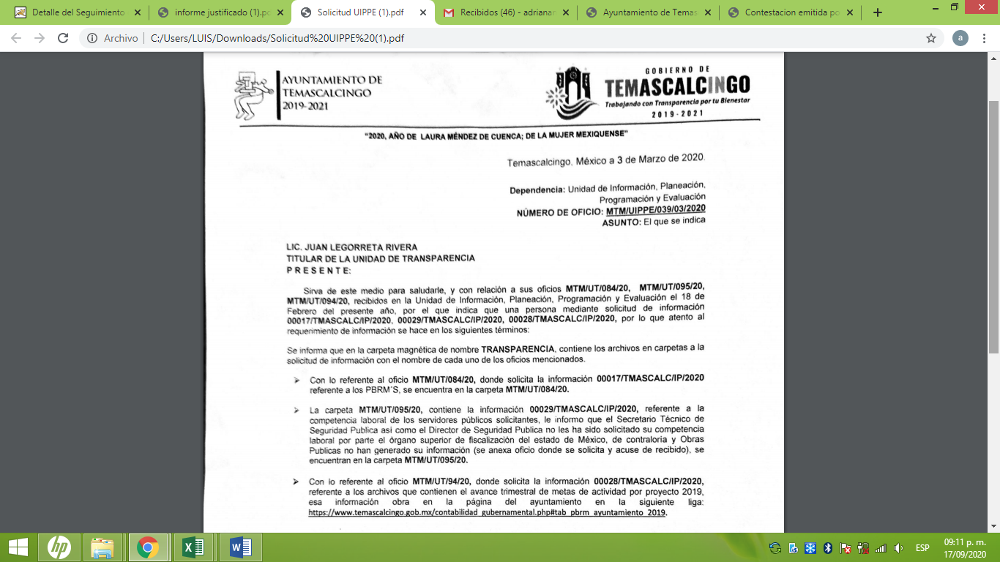 Detalle del Seguimiento
informe justificado (1).pd
Solicitud UIPPE (1).pdf
Recibidos (46) - adrianar
Ayuntamiento de Temas
Contestacion emitida po
Archivo
C:/Users/LUIS/Downloads/Solicitud%20UIPPE%20(1).pdf
a
AYUNTAMIENTO DE
TEMASCALCINGO
2019-2021
GOBIERNO DE
TEMASCALCINGO
Trabajando con Transparencia por tu Bienestar
2019-2021
"2020, AÑO DE LAURA MÉNDEZ DE CUENCA; DE LA MUJER MEXIQUENSE"
Temascalcingo, México a 3 de Marzo de 2020.
Dependencia: Unidad de Información, Planeación,
Programación y Evaluación
NÚMERO DE OFICIO: MTM/UIPPE/039/03/2020
ASUNTO: El que se indica
LIC. JUAN LEGORRETA RIVERA
TITULAR DE LA UNIDAD DE TRANSPARENCIA
P R E S E N T E:
Sirva de este medio para saludarle, y con relación a sus oficios MTM/UT/084/20, MTM/UT/095/20,
MTM/UT/094/20, recibidos en la Unidad de Información, Planeación, Programación y Evaluación el 18 de
Febrero del presente año, por el que indica que una persona mediante solicitud de información
00017/TMASCALC/IP/2020, 00029/TMASCALC/IP/2020, 00028/TMASCALC/IP/2020, por lo que atento al
requerimiento de información se hace en los siguientes términos:
Se informa que en la carpeta magnética de nombre TRANSPARENCIA, contiene los archivos en carpetas a la
solicitud de información con el nombre de cada uno de los oficios mencionados.
➢ Con lo referente al oficio MTM/UT/084/20, donde solicita la información 00017/TMASCALC/IP/2020
referente a los PBRM'S, se encuentra en la carpeta MTM/UT/084/20.
➢ La carpeta MTM/UT/095/20, contiene la información 00029/TMASCALC/IP/2020, referente a la
competencia laboral de los servidores públicos solicitantes, le informo que el Secretario Técnico de
Seguridad Publica así como el Director de Seguridad Publica no les ha sido solicitado su competencia
laboral por parte el órgano superior de fiscalización del estado de México, de contraloría y Obras
Publicas no han generado su información (se anexa oficio donde se solicita y acuse de recibido), se
encuentran en la carpeta MTM/UT/095/20.
➢ Con lo referente al oficio MTM/UT/94/20, donde solicita la información 00028/TMASCALC/IP/2020,
referente a los archivos que contienen el avance trimestral de metas de actividad por proyecto 2019,
esa información obra en la página del ayuntamiento en la siguiente liga:
https://www.temascalcingo.gob.mx/contabilidad_gubernamental.php#tab_pbrm_ayuntamiento_2019.
ESP
09:11 p. m.
17/09/2020